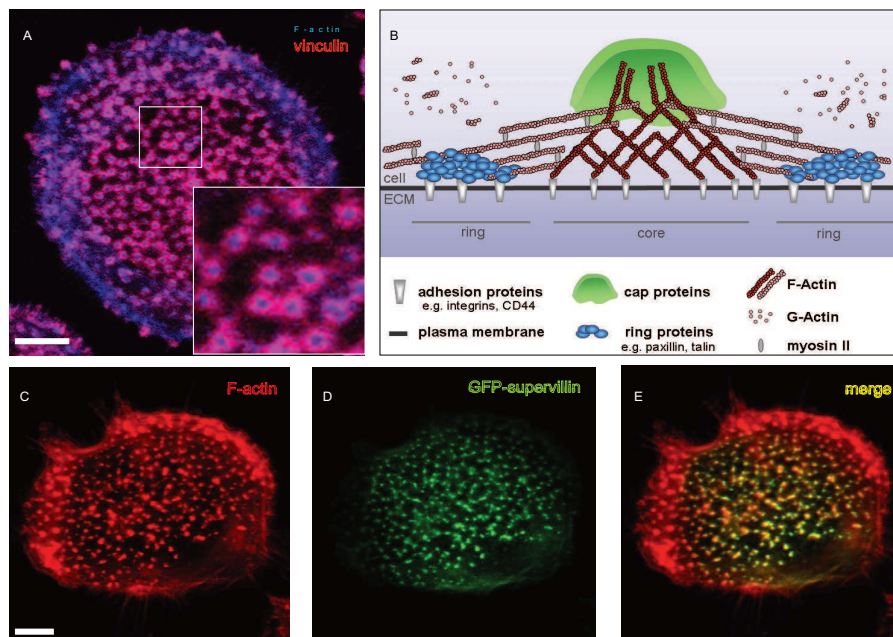 A
F-actin
vinculin
B
cell
ECM
ring
core
ring
adhesion proteins
e.g. integrins, CD44
plasma membrane
cap proteins
ring proteins
e.g. paxillin, talin
F-Actin
G-Actin
myosin II
C
F-actin
D
GFP-supervillin
E
merge